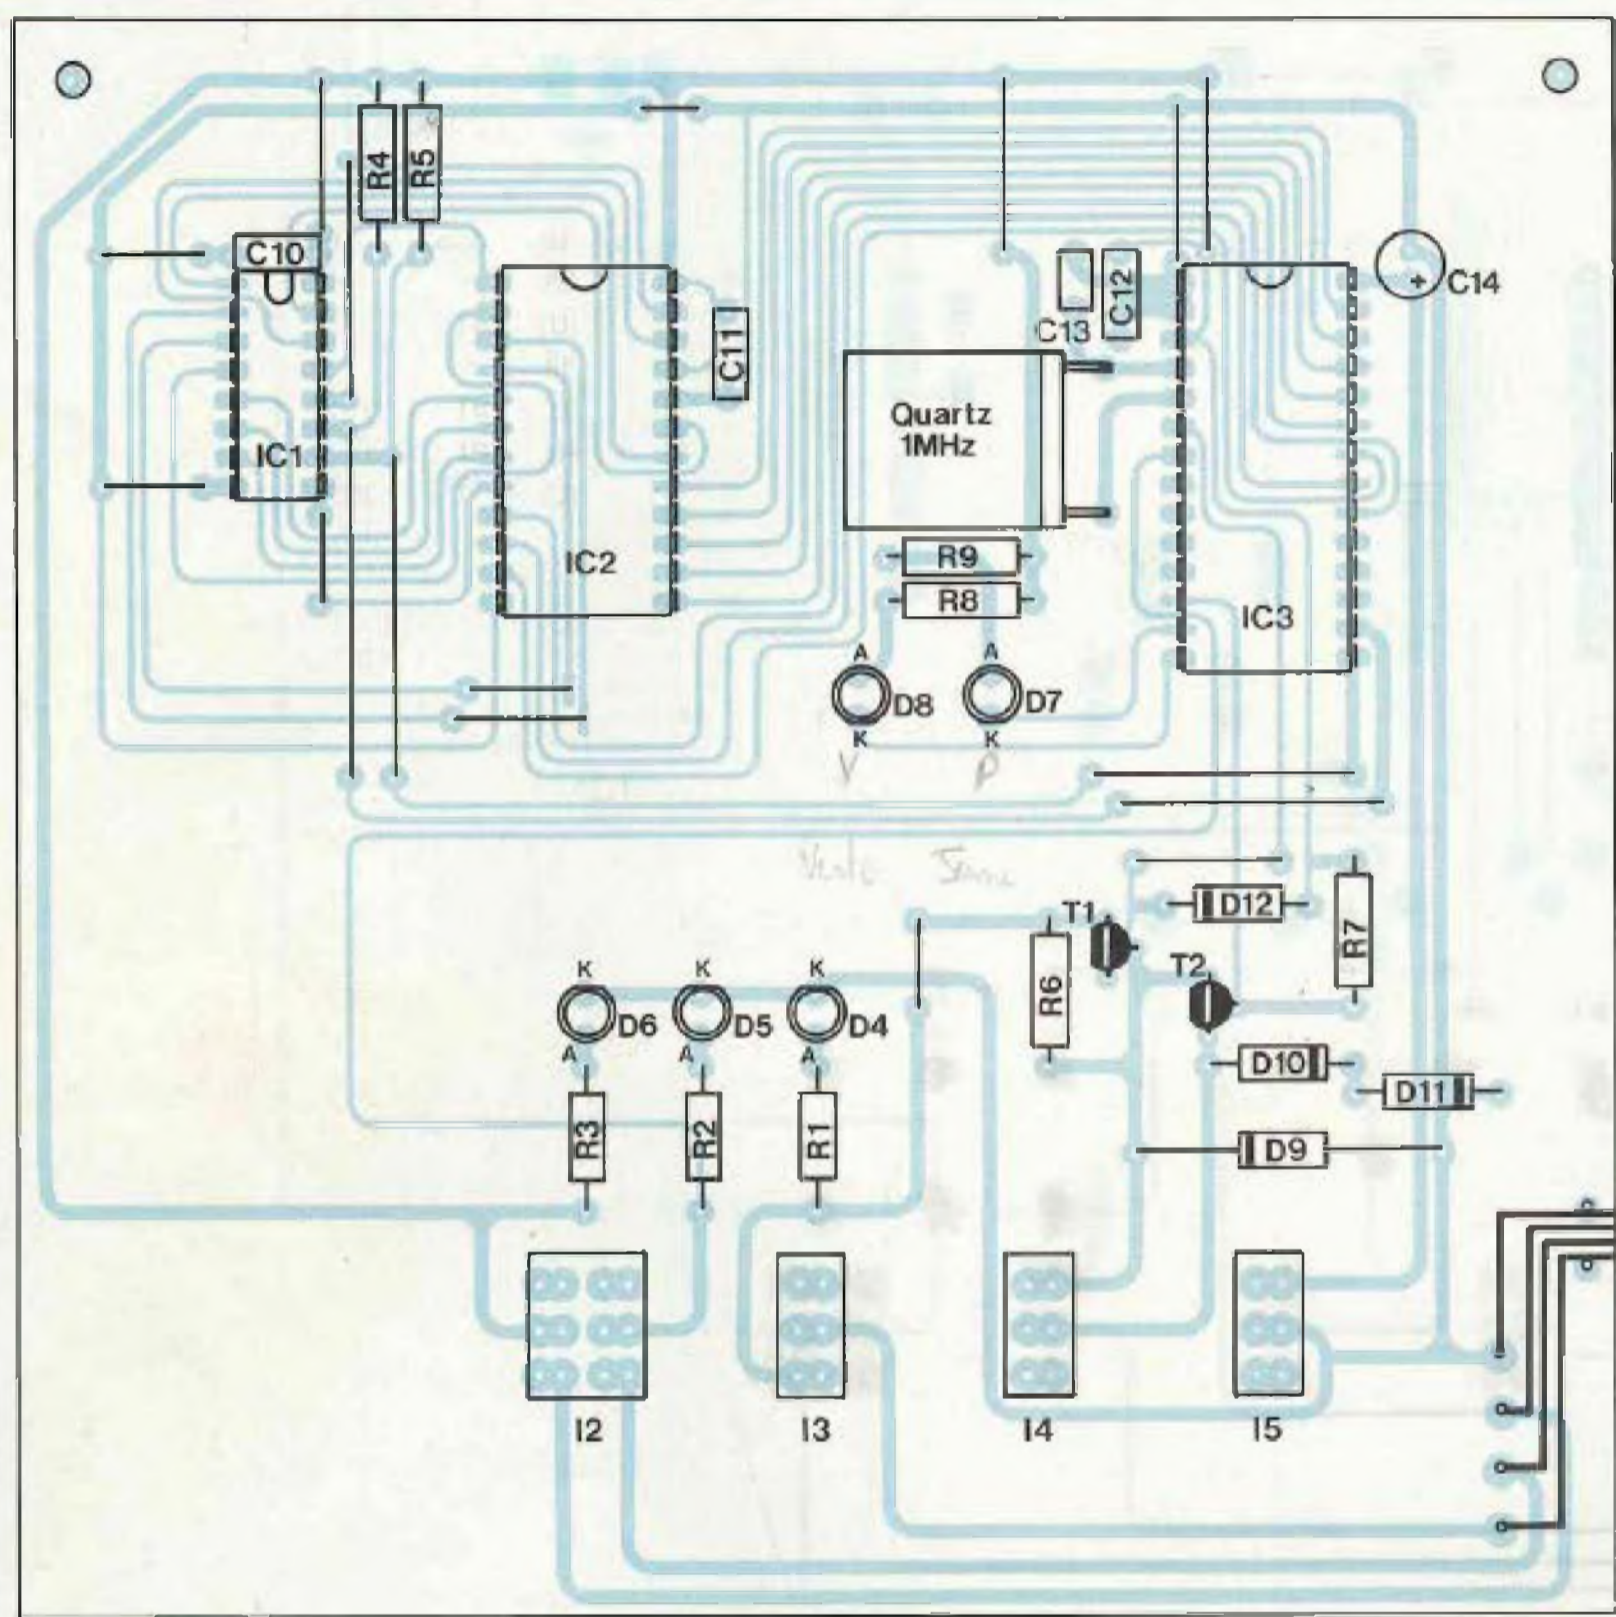 R4
R5
C10
C14
C12
C13
C11
Quartz
1MHz
IC1
IC2
R9
R8
IC3
A
A
D8
D7
K
K
V
P
T1
D12
R7
T2
K
K
K
R6
D6
D5
D4
A
A
A
D10
D11
R3
R2
R1
D9
I2
I3
I4
I5
+